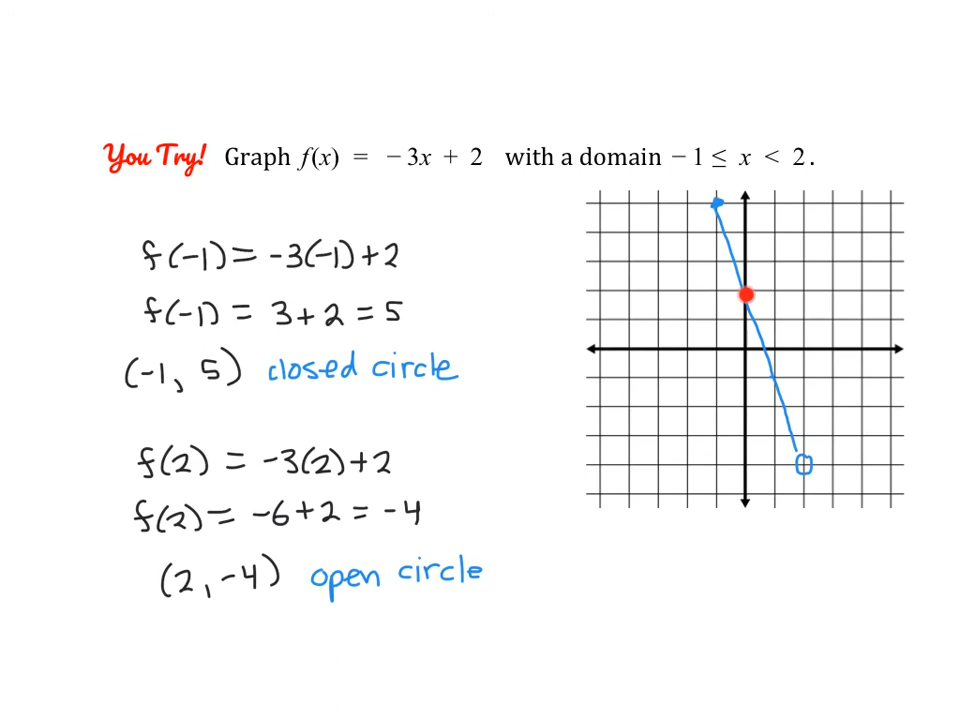 You Try! Graph f(x) = − 3x + 2 with a domain − 1 ≤ x < 2.
f(-1) = -3(-1)+2
f(-1) = 3+2 = 5
(-1, 5) closed circle
f(2) = -3(2)+2
f(2) = -6+2 = -4
(2, -4) open circle